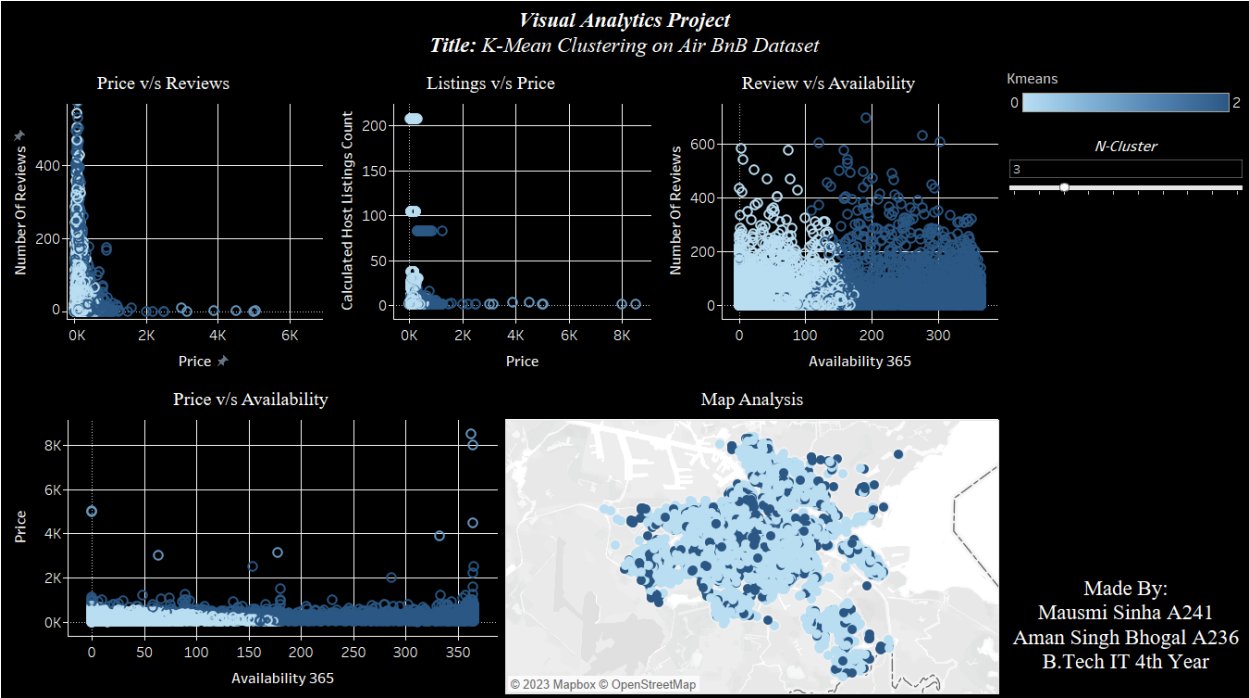 Visual Analytics Project
Title: K-Mean Clustering on Air BnB Dataset
Price v/s Reviews
Number Of Reviews
400
200
0
0K 2K 4K 6K
Price
Listings v/s Price
Calculated Host Listings Count
200
150
100
50
0
0K 2K 4K 6K 8K
Price
Review v/s Availability
Number Of Reviews
600
400
200
0
0 100 200 300
Availability 365
Kmeans
0 2
N-Cluster
3
Price v/s Availability
Price
8K
6K
4K
2K
0K
0 50 100 150 200 250 300 350
Availability 365
Map Analysis
© 2023 Mapbox © OpenStreetMap
Made By:
Mausmi Sinha A241
Aman Singh Bhogal A236
B.Tech IT 4th Year